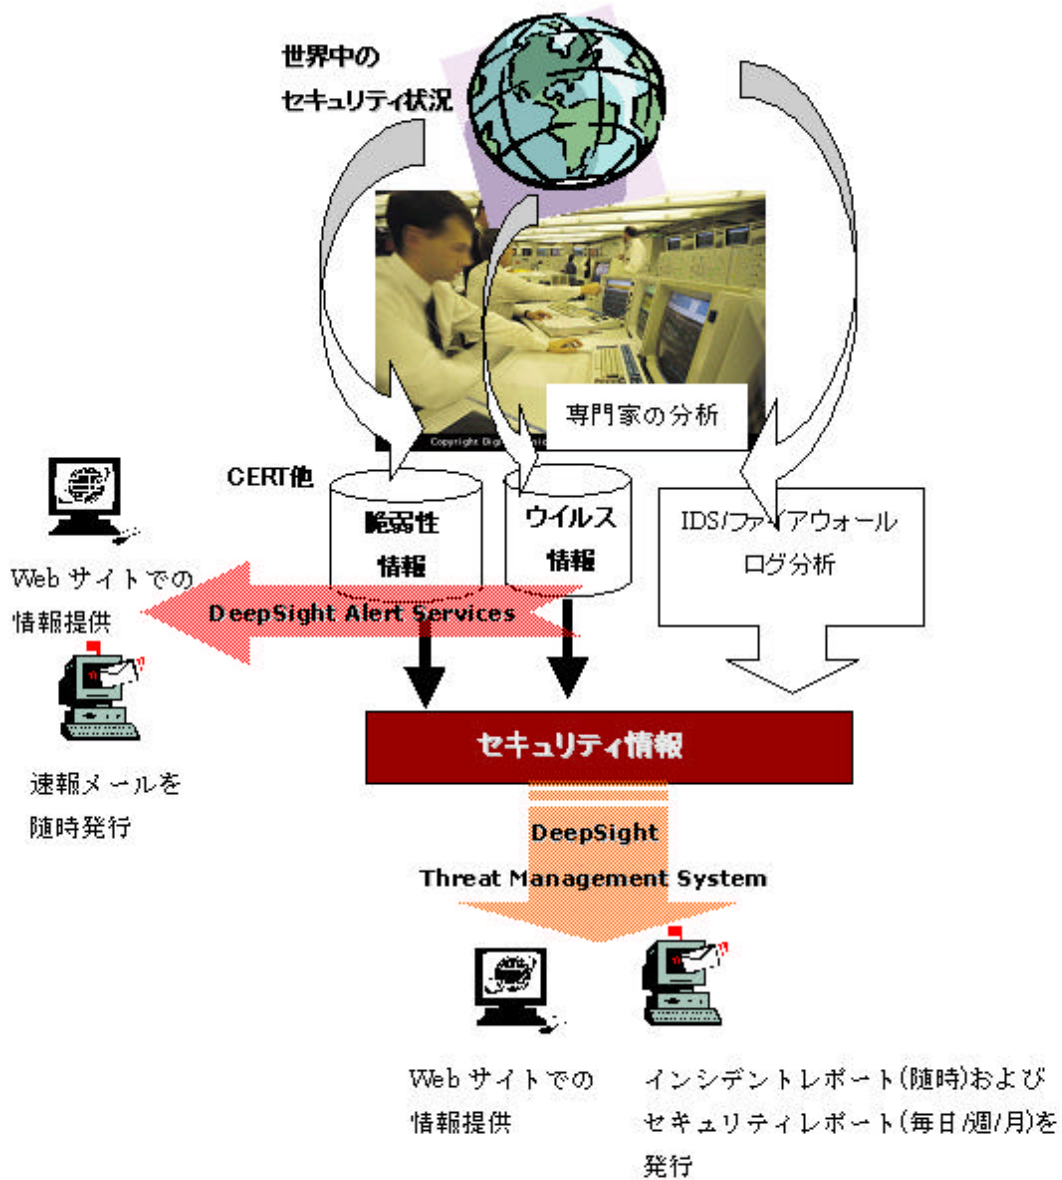 世界中の
セキュリティ状況
専門家の分析
CERT他
脆弱性
情報
ウイルス
情報
IDS/ファイアウォール
ログ分析
Web サイトでの
情報提供
DeepSight Alert Services
速報メールを
随時発行
セキュリティ情報
DeepSight
Threat Management System
Web サイトでの
情報提供
インシデントレポート(随時)および
セキュリティレポート(毎日/週/月)を
発行